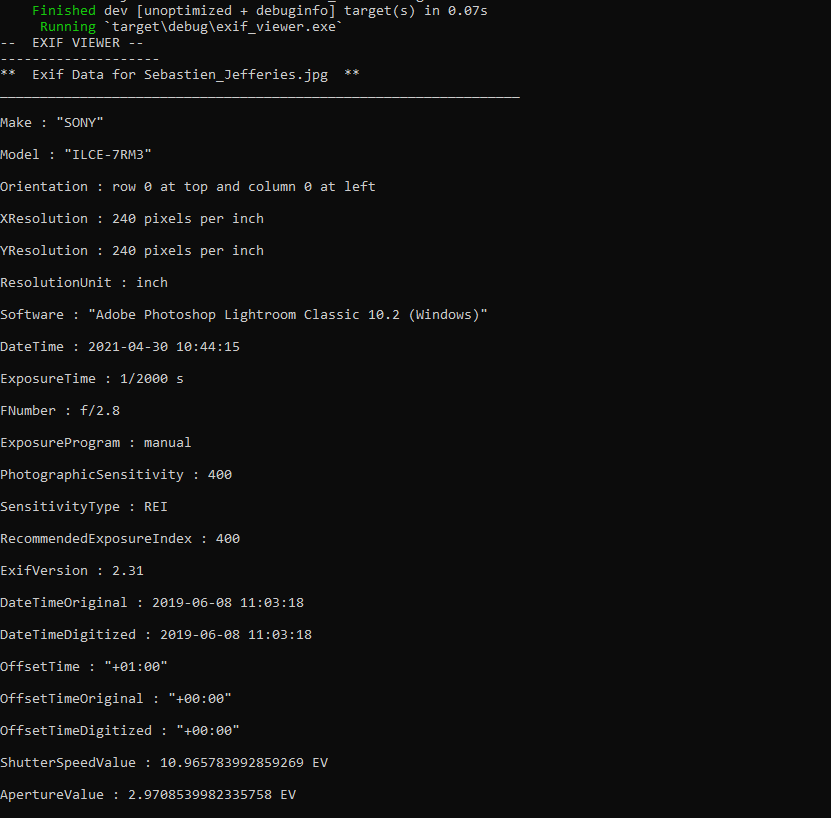 Finished dev [unoptimized + debuginfo] target(s) in 0.07s
Running `target\debug\exif_viewer.exe`
--  EXIF VIEWER --
--------------------
**  Exif Data for Sebastien_Jefferies.jpg  **
_________________________________________________________________
Make : "SONY"
Model : "ILCE-7RM3"
Orientation : row 0 at top and column 0 at left
XResolution : 240 pixels per inch
YResolution : 240 pixels per inch
ResolutionUnit : inch
Software : "Adobe Photoshop Lightroom Classic 10.2 (Windows)"
DateTime : 2021-04-30 10:44:15
ExposureTime : 1/2000 s
FNumber : f/2.8
ExposureProgram : manual
PhotographicSensitivity : 400
SensitivityType : REI
RecommendedExposureIndex : 400
ExifVersion : 2.31
DateTimeOriginal : 2019-06-08 11:03:18
DateTimeDigitized : 2019-06-08 11:03:18
OffsetTime : "+01:00"
OffsetTimeOriginal : "+00:00"
OffsetTimeDigitized : "+00:00"
ShutterSpeedValue : 10.965783992859269 EV
ApertureValue : 2.9708539982335758 EV